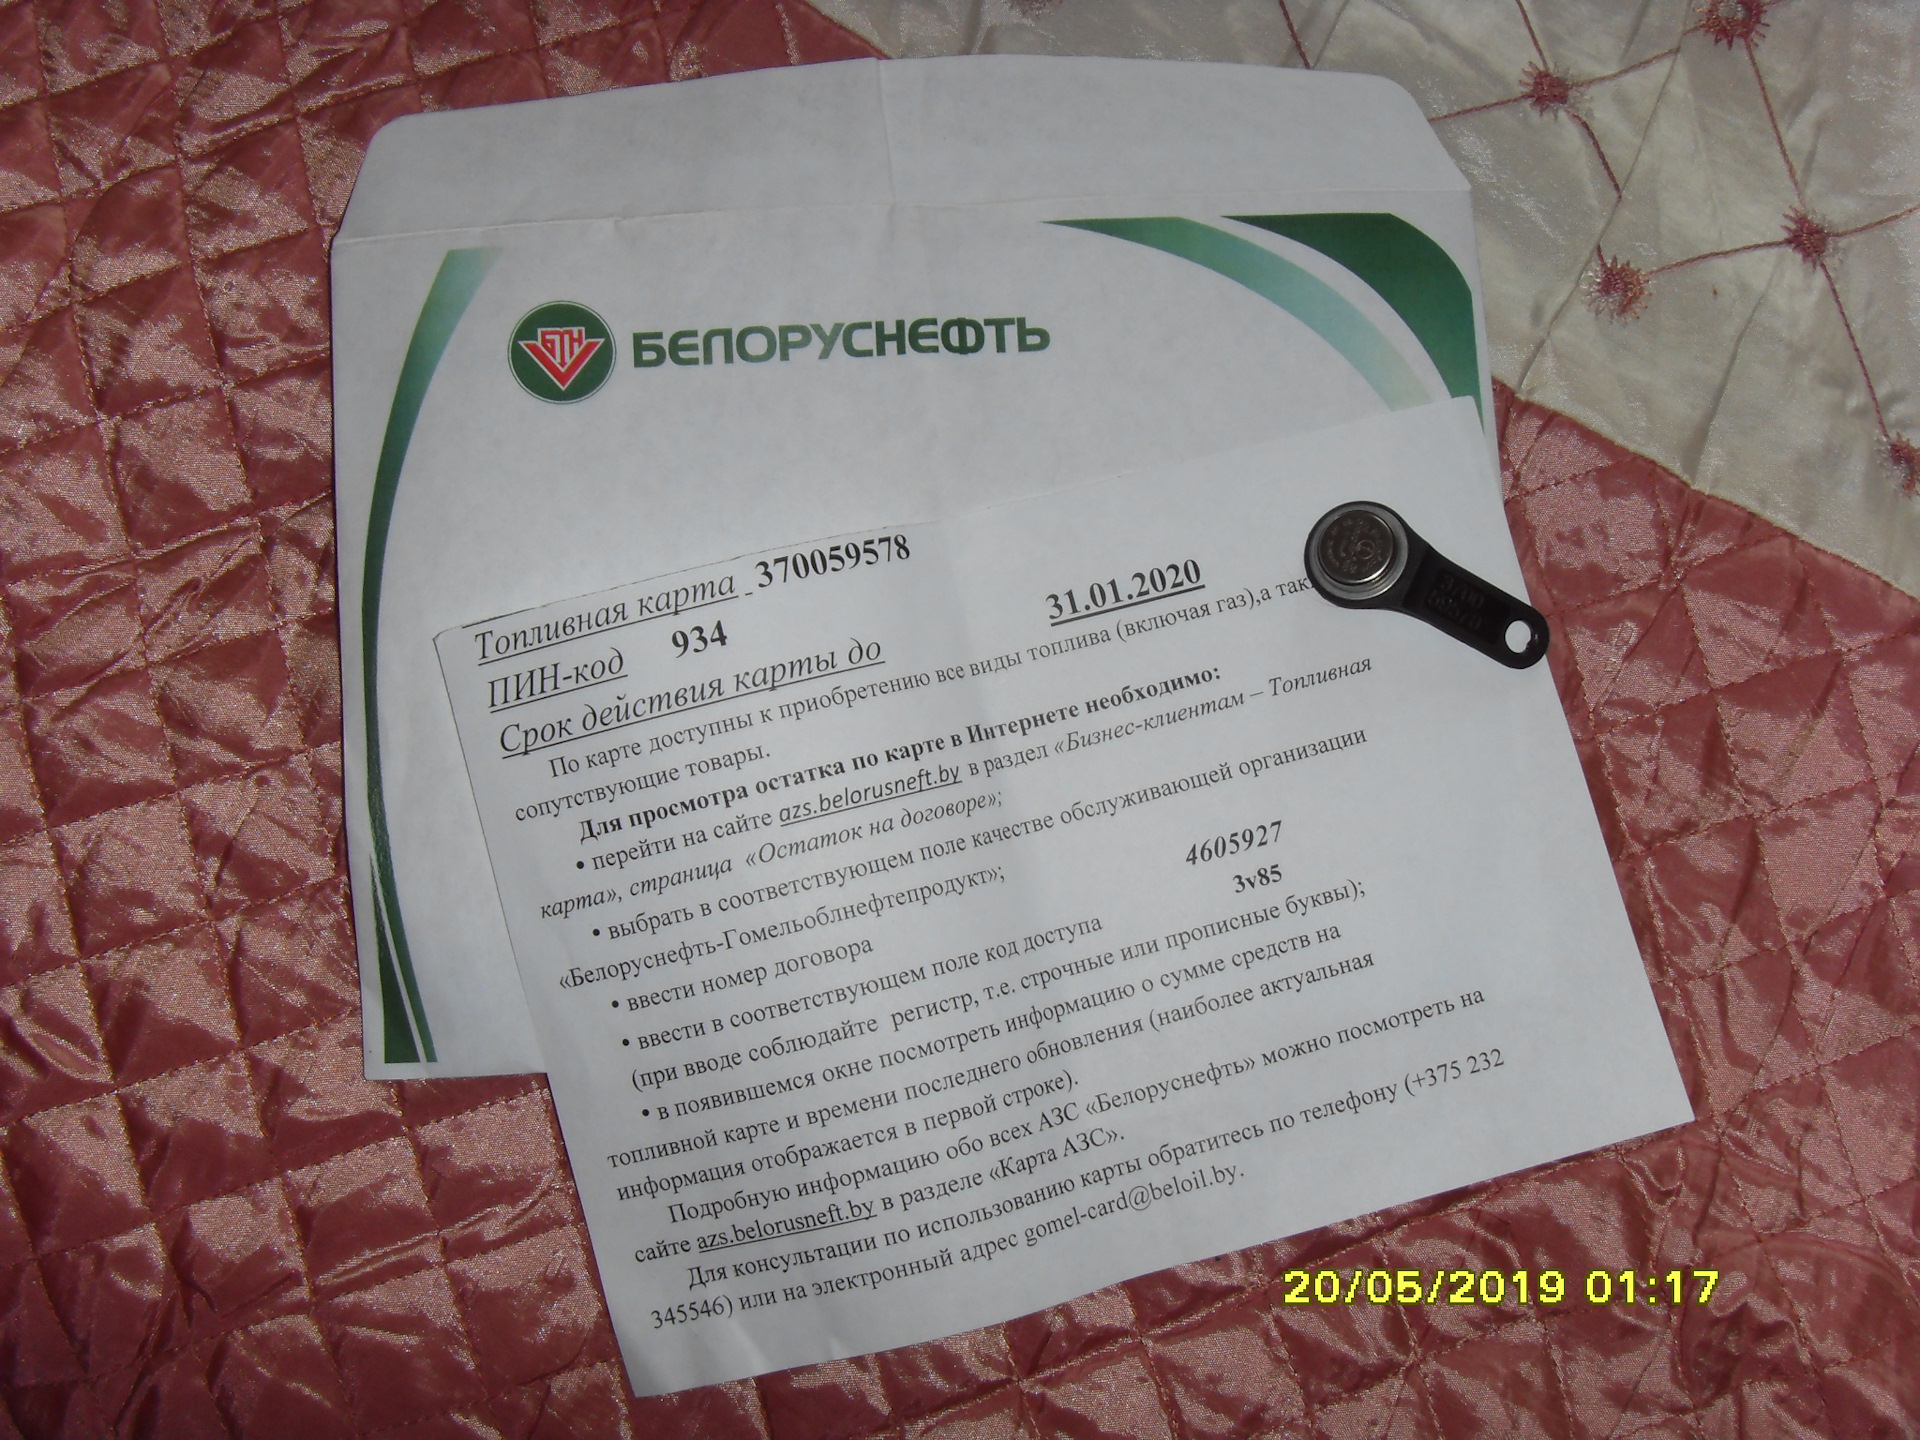 БТН БЕЛОРУСНЕФТЬ
Топливная карта 370059578
ПИН-код 934
Срок действия карты до 31.01.2020
По карте доступны к приобретению все виды топлива (включая газ),а
сопутствующие товары.
Для просмотра остатка по карте в Интернете необходимо:
• перейти на сайте azs.belorusneft.by в раздел «Бизнес-клиентам – Топливная
карта», страница «Остаток на договоре»;
• выбрать в соответствующем поле качестве обслуживающей организации
«Белоруснефть-Гомельоблнефтепродукт»;
• ввести номер договора 4605927
• ввести в соответствующем поле код доступа 3v85
(при вводе соблюдайте регистр, т.е. строчные или прописные буквы);
• в появившемся окне посмотреть информацию о сумме средств на
топливной карте и времени последнего обновления (наиболее актуальная
информация отображается в первой строке).
Подробную информацию обо всех АЗС «Белоруснефть» можно посмотреть на
сайте azs.belorusneft.by в разделе «Карта АЗС».
Для консультации по использованию карты обратитесь по телефону (+375 232
345546) или на электронный адрес gomel-card@beloil.by.
20/05/2019 01:17